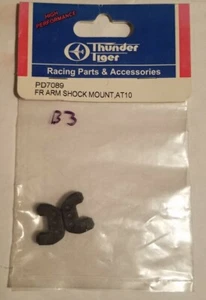 HIGH
PERFORMANCE
Thunder
Tiger
Racing Parts & Accessories
PD7089
FR ARM SHOCK MOUNT,AT10
B3